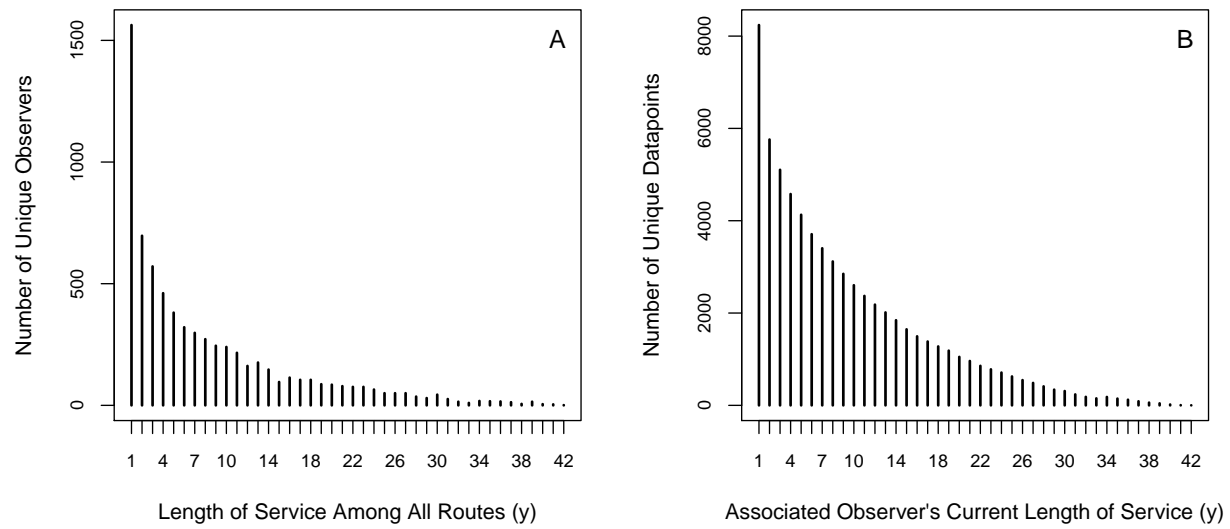 A
Number of Unique Observers
1500
1000
500
0
1 4 7 10 14 18 22 26 30 34 38 42
Length of Service Among All Routes (y)
B
Number of Unique Datapoints
8000
6000
4000
2000
0
1 4 7 10 14 18 22 26 30 34 38 42
Associated Observer's Current Length of Service (y)